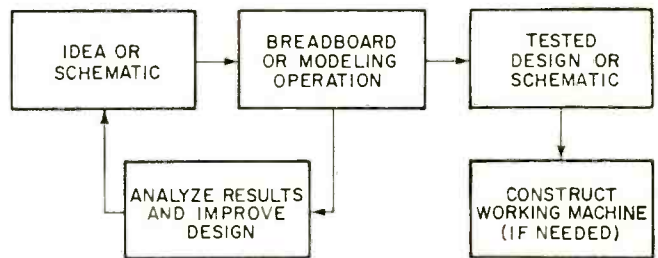 IDEA OR
SCHEMATIC
BREADBOARD
OR MODELING
OPERATION
TESTED
DESIGN OR
SCHEMATIC
ANALYZE RESULTS
AND IMPROVE
DESIGN
CONSTRUCT
WORKING MACHINE
(IF NEEDED)